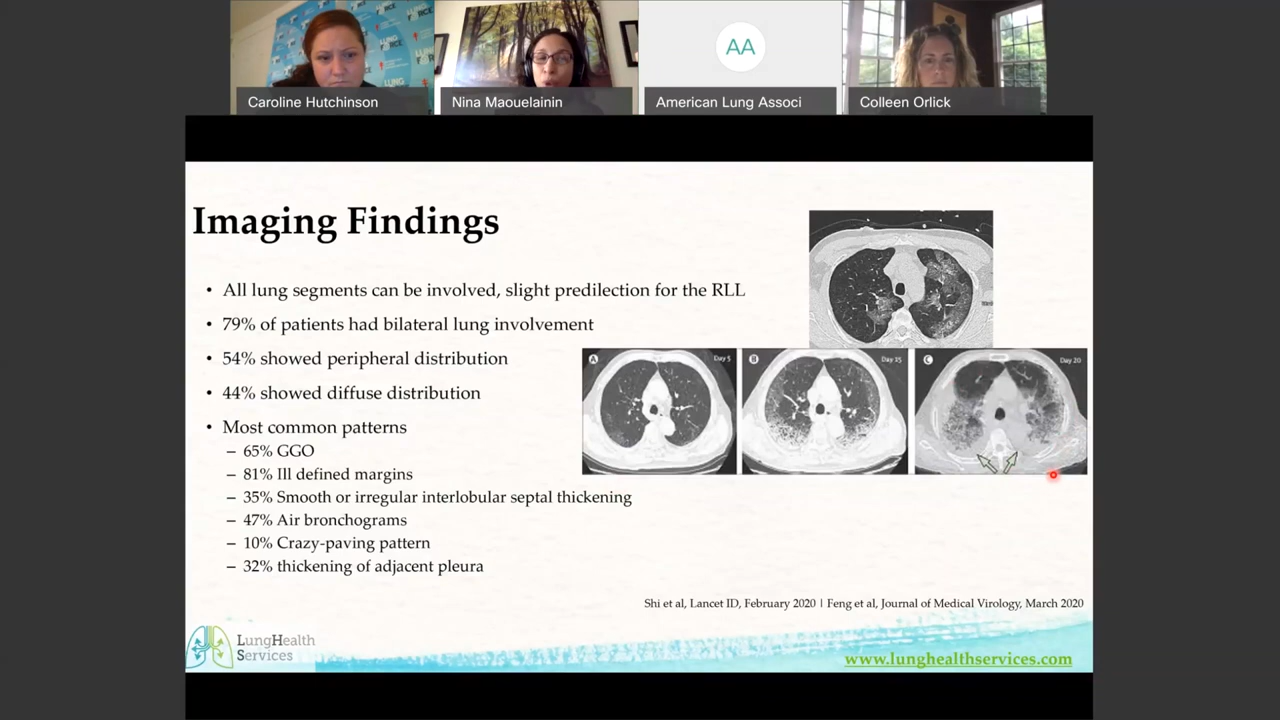 LUNG FORCE
Caroline Hutchinson
Nina Maouelainin
AA
American Lung Associ
Colleen Orlick
Imaging Findings
• All lung segments can be involved, slight predilection for the RLL
• 79% of patients had bilateral lung involvement
• 54% showed peripheral distribution
• 44% showed diffuse distribution
• Most common patterns
– 65% GGO
– 81% Ill defined margins
– 35% Smooth or irregular interlobular septal thickening
– 47% Air bronchograms
– 10% Crazy-paving pattern
– 32% thickening of adjacent pleura
A Day 5
B Day 15
C Day 20
Shi et al, Lancet ID, February 2020 | Feng et al, Journal of Medical Virology, March 2020
LungHealth
Services
www.lunghealthservices.com